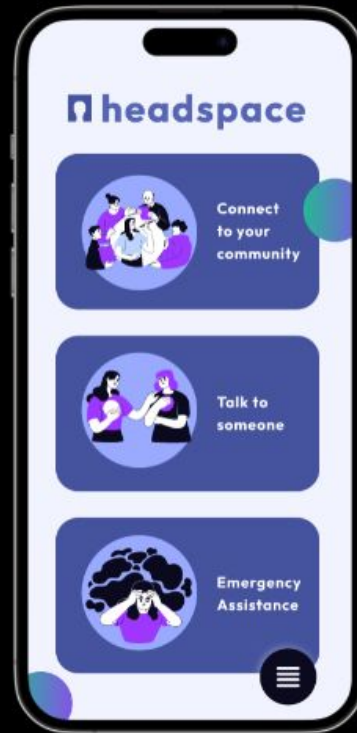 headspace
Connect
to your
community
Talk to
someone
Emergency
Assistance